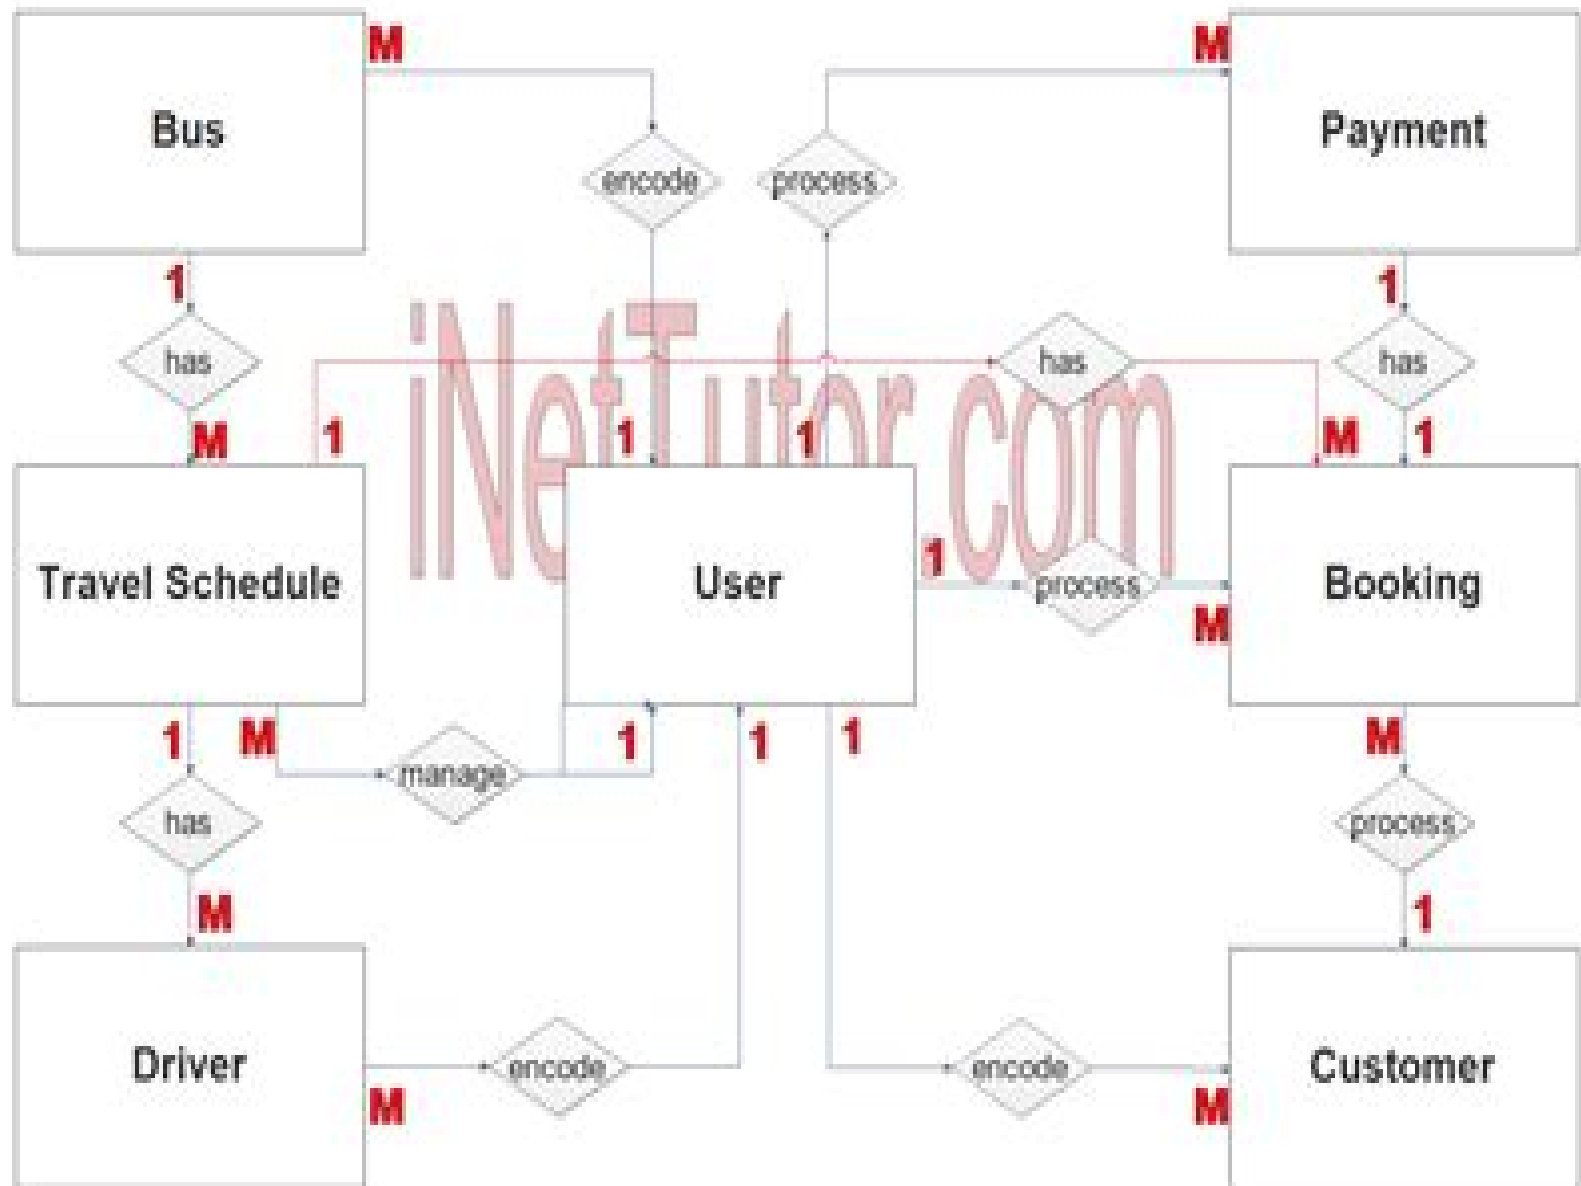 M
M
Bus
Payment
encode
process
1
1
has
has
has
iNetTutor.com
M
1
1
1
M
1
Travel Schedule
User
1
process
Booking
M
1
M
manage
1
1
1
M
has
process
M
1
Driver
encode
encode
Customer
M
M